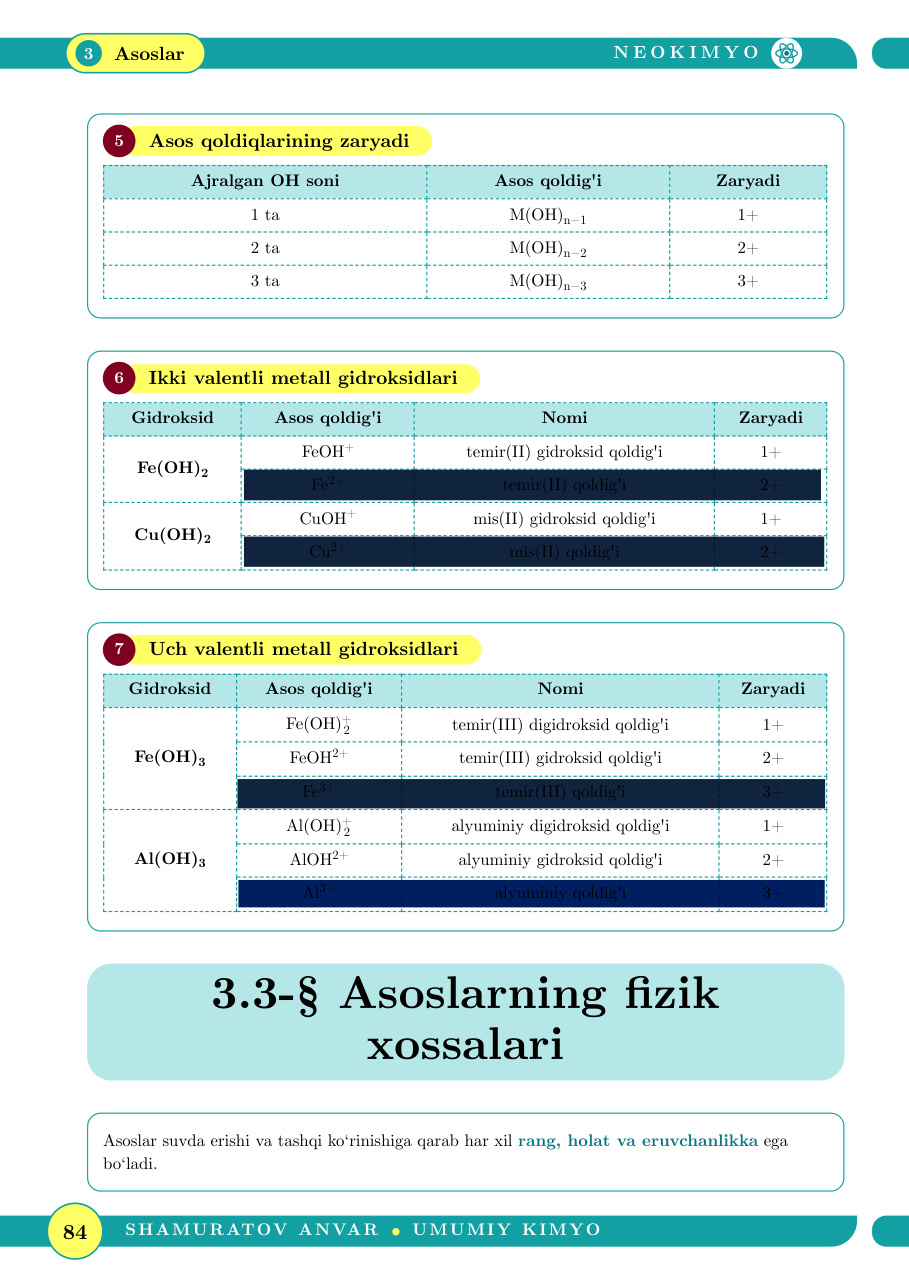 3 Asoslar
NEOKIMYO
5 Asos qoldiqlarining zaryadi
Ajralgan OH soni Asos qoldig'i Zaryadi
1 ta M(OH)ₙ₋₁ 1+
2 ta M(OH)ₙ₋₂ 2+
3 ta M(OH)ₙ₋₃ 3+
6 Ikki valentli metall gidroksidlari
Gidroksid Asos qoldig'i Nomi Zaryadi
Fe(OH)₂ FeOH⁺ temir(II) gidroksid qoldig'i 1+
Fe²⁺ temir(II) qoldig'i 2+
Cu(OH)₂ CuOH⁺ mis(II) gidroksid qoldig'i 1+
Cu²⁺ mis(II) qoldig'i 2+
7 Uch valentli metall gidroksidlari
Gidroksid Asos qoldig'i Nomi Zaryadi
Fe(OH)₃ Fe(OH)₂⁺ temir(III) digidroksid qoldig'i 1+
FeOH²⁺ temir(III) gidroksid qoldig'i 2+
Fe³⁺ temir(III) qoldig'i 3+
Al(OH)₃ Al(OH)₂⁺ alyuminiy digidroksid qoldig'i 1+
AlOH²⁺ alyuminiy gidroksid qoldig'i 2+
Al³⁺ alyuminiy qoldig'i 3+
3.3-§ Asoslarning fizik
xossalari
Asoslar suvda erishi va tashqi ko‘rinishiga qarab har xil rang, holat va eruvchanlikka ega
bo‘ladi.
84 SHAMURATOV ANVAR • UMUMIY KIMYO